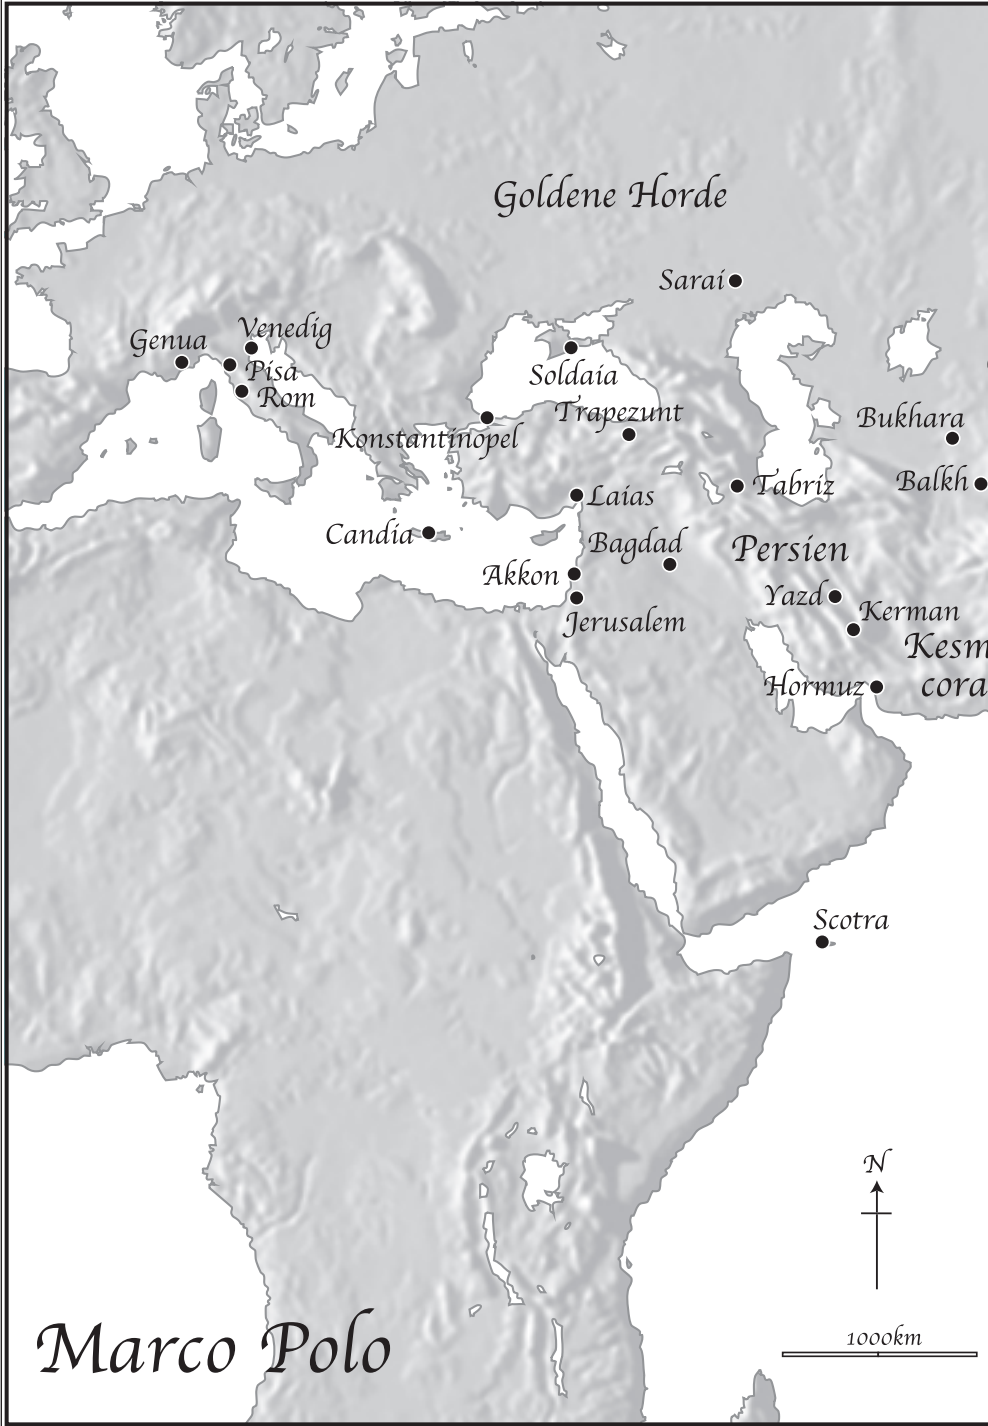 Goldene Horde
Sarai
Venedig
Genua
Pisa
Rom
Soldaia
Trapezunt
Bukhara
Konstantinopel
Balkh
Tabriz
Laias
Candia
Bagdad
Persien
Akkon
Yazd
Kerman
Jerusalem
Kesm
cora
Hormuz
Scotra
N
1000km
Marco Polo